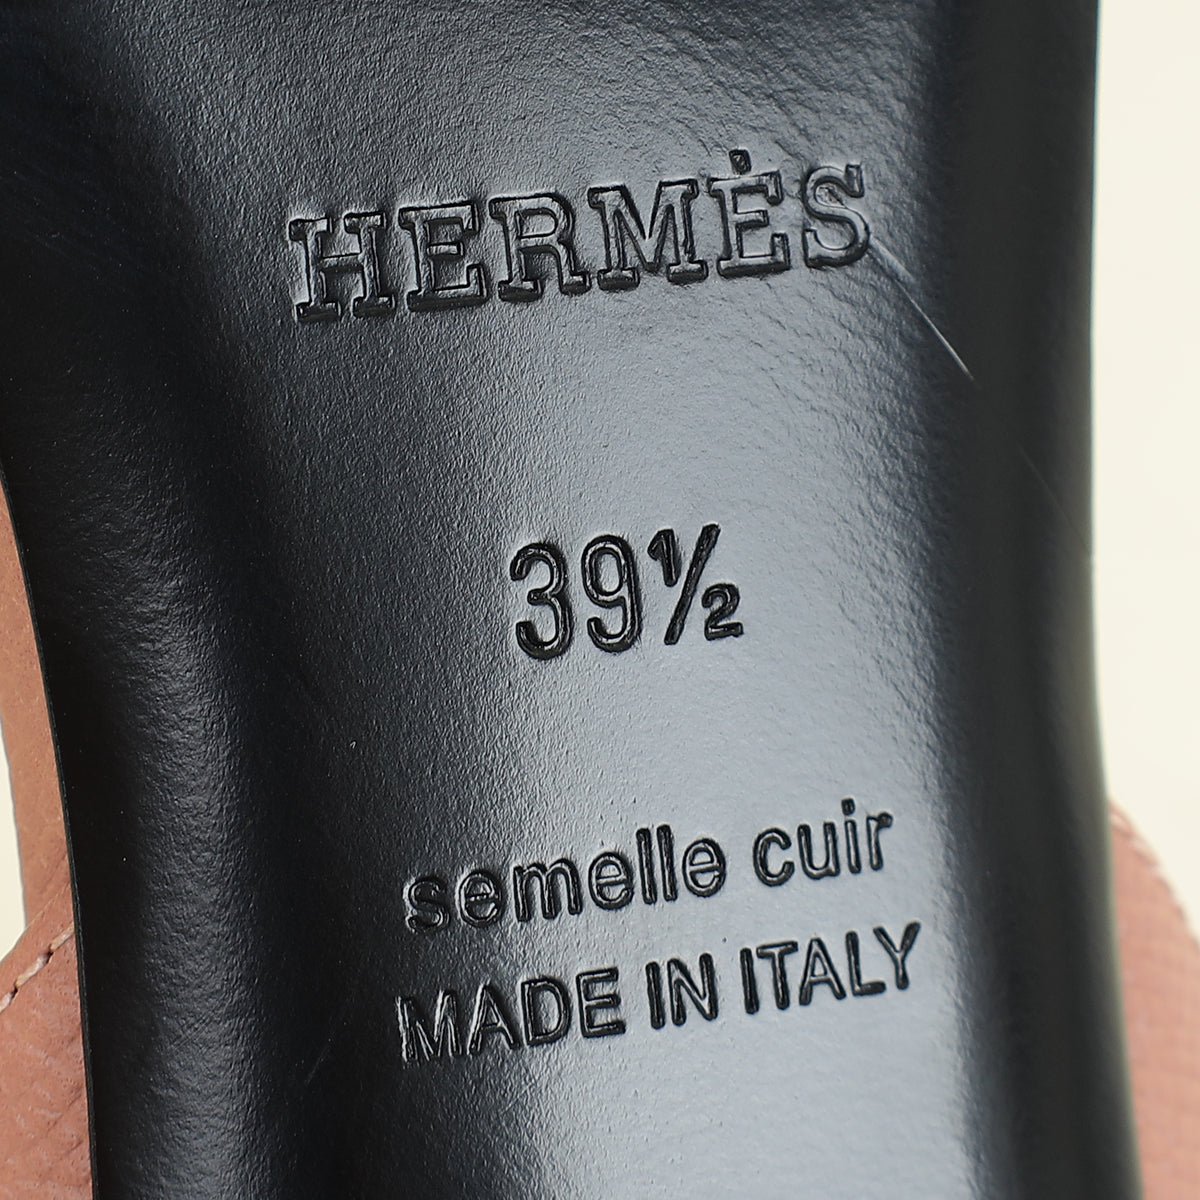 HERMÈS
39½
semelle cuir
MADE IN ITALY